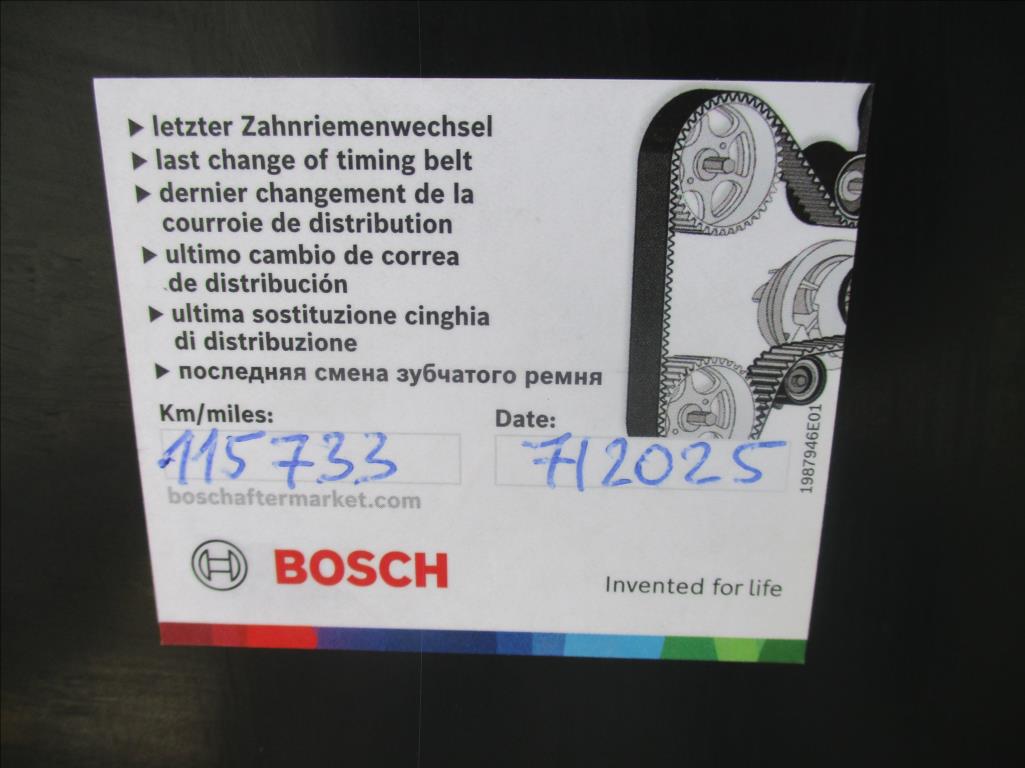 ▶ letzter Zahnriemenwechsel
▶ last change of timing belt
▶ dernier changement de la
courroie de distribution
▶ ultimo cambio de correa
de distribución
▶ ultima sostituzione cinghia
di distribuzione
▶ последняя смена зубчатого ремня
Km/miles:
115733
Date:
7/2025
1987946E01
boschaftermarket.com
BOSCH
Invented for life